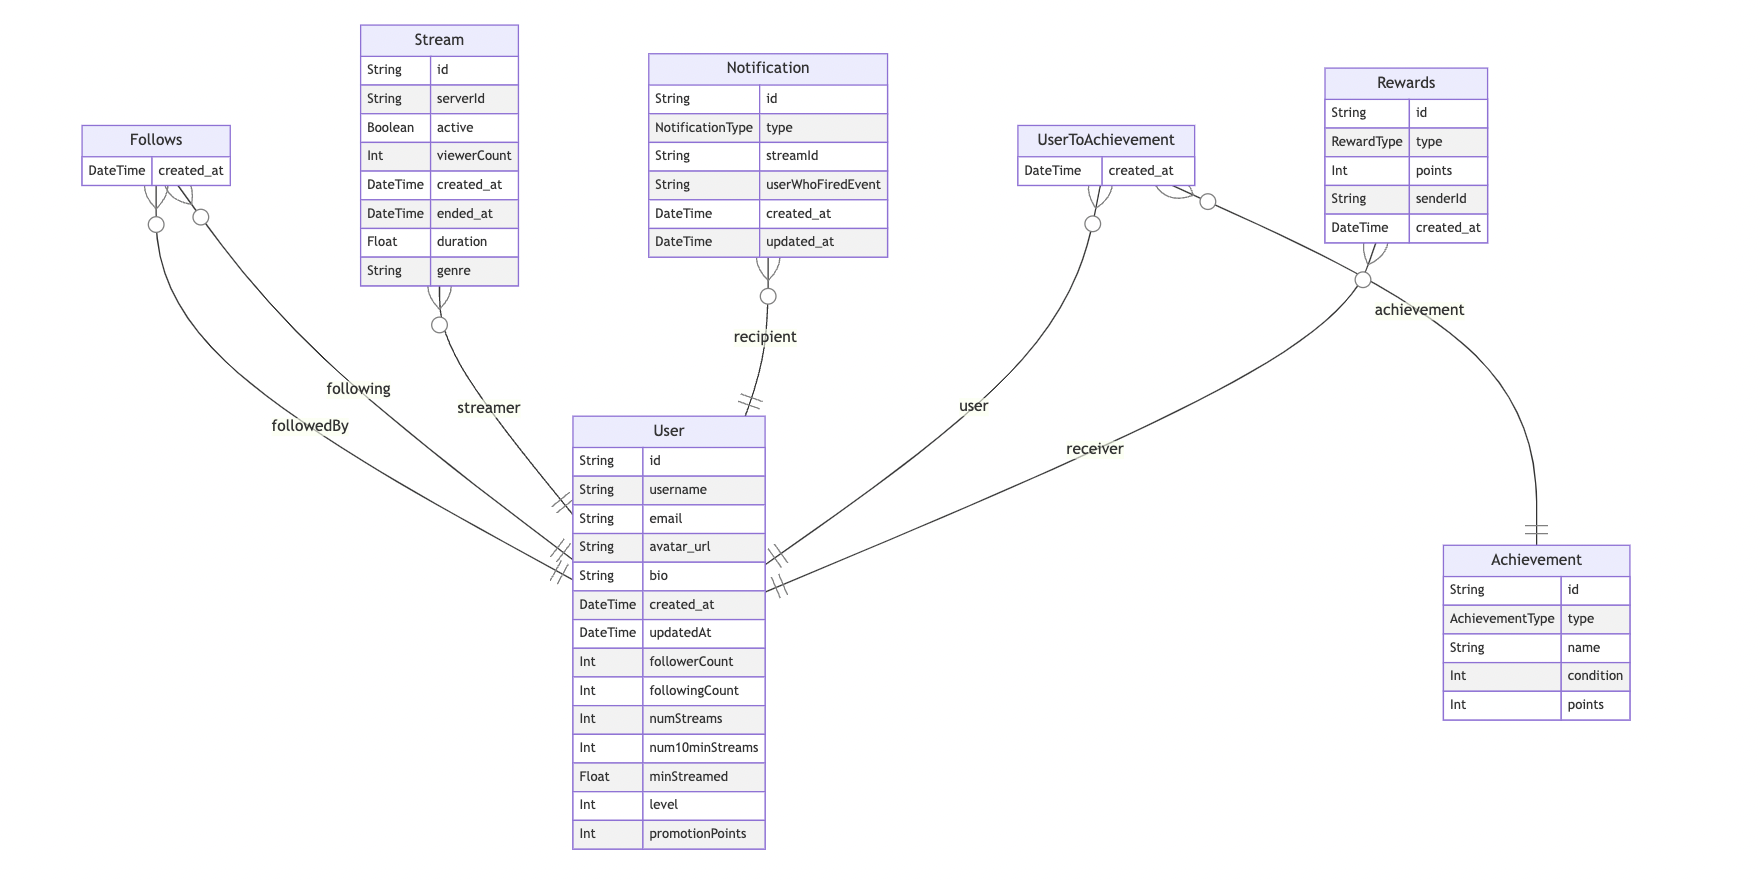 Follows
DateTime created_at
Stream
String id
String serverId
Boolean active
Int viewerCount
DateTime created_at
DateTime ended_at
Float duration
String genre
Notification
String id
NotificationType type
String streamId
String userWhoFiredEvent
DateTime created_at
DateTime updated_at
UserToAchievement
DateTime created_at
Rewards
String id
RewardType type
Int points
String senderId
DateTime created_at
achievement
recipient
following
followedBy
streamer
user
receiver
User
String id
String username
String email
String avatar_url
String bio
DateTime created_at
DateTime updatedAt
Int followerCount
Int followingCount
Int numStreams
Int num10minStreams
Float minStreamed
Int level
Int promotionPoints
Achievement
String id
AchievementType type
String name
Int condition
Int points